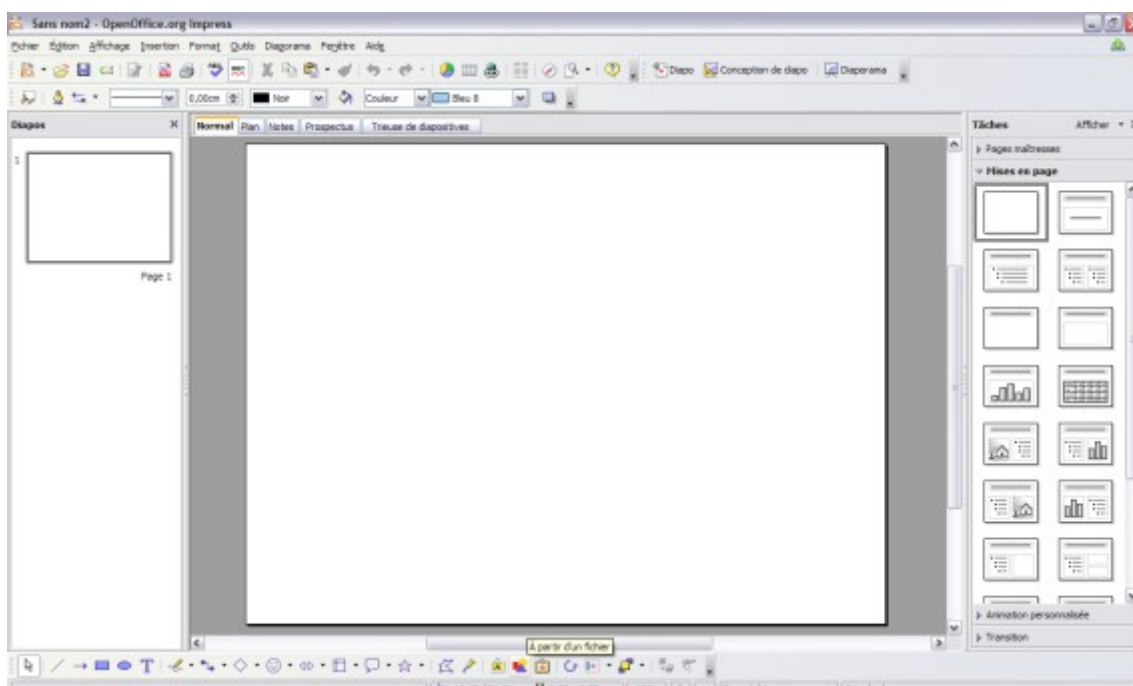 Sans nom2 - OpenOffice.org Impress
Fichier Édition Affichage Insertion Format Outils Diaporama Fenêtre Aide
Diapo Conception de diapo Diaporama
0,00cm Noir Couleur Bleu 8
Diapos
Normal Plan Notes Prospectus Trieuse de diapositives
Tâches Afficher
Pages maîtresses
Mises en page
1
Page 1
Animation personnalisée
Transition
À partir d'un fichier